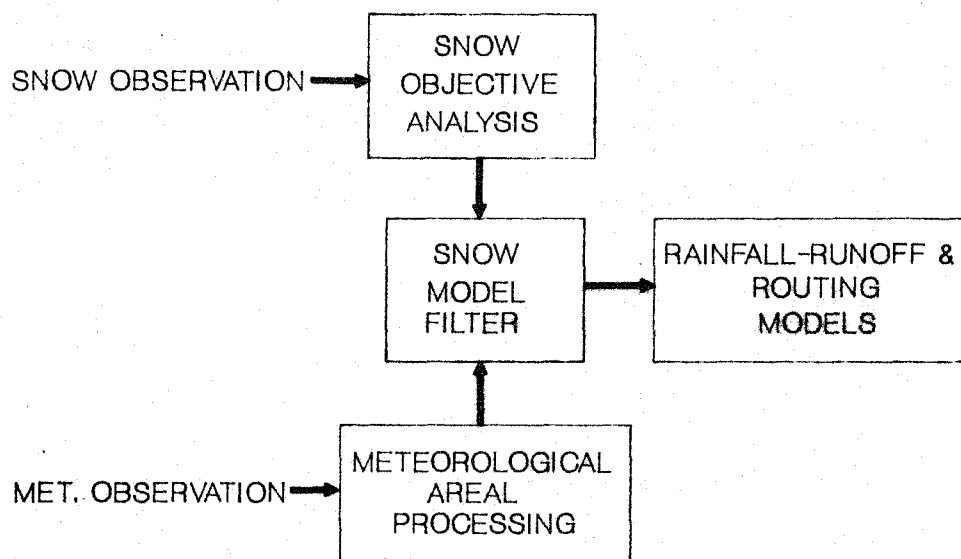 SNOW
OBJECTIVE
ANALYSIS
SNOW OBSERVATION
SNOW
MODEL
FILTER
RAINFALL-RUNOFF &
ROUTING
MODELS
METEOROLOGICAL
AREAL
PROCESSING
MET. OBSERVATION